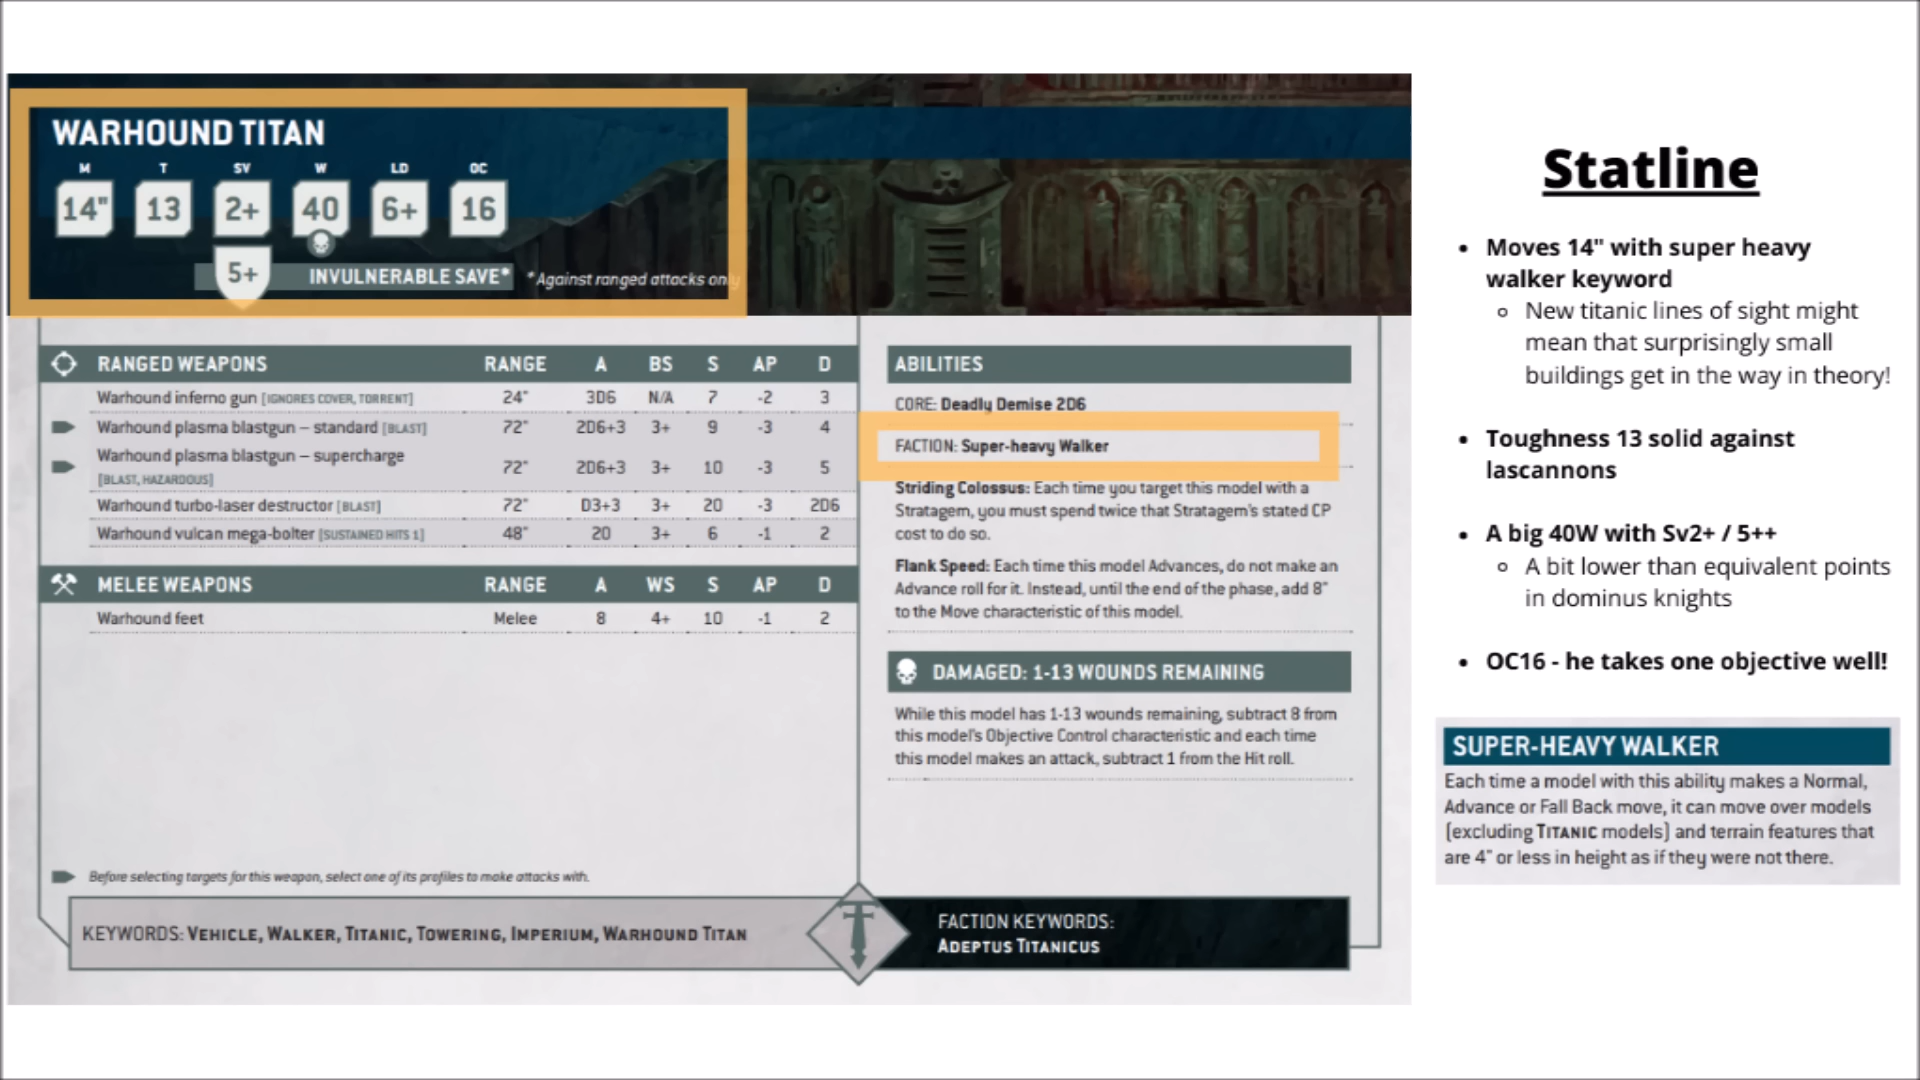 WARHOUND TITAN
M T SV W LD OC
14" 13 2+ 40 6+ 16
5+ INVULNERABLE SAVE* *Against ranged attacks only
RANGED WEAPONS RANGE A BS S AP D
Warhound inferno gun [IGNORES COVER, TORRENT] 24" 3D6 N/A 7 -2 3
Warhound plasma blastgun – standard [BLAST] 72" 2D6+3 3+ 9 -3 4
Warhound plasma blastgun – supercharge
[BLAST, HAZARDOUS] 72" 2D6+3 3+ 10 -3 5
Warhound turbo-laser destructor [BLAST] 72" D3+3 3+ 20 -3 2D6
Warhound vulcan mega-bolter [SUSTAINED HITS 1] 48" 20 3+ 6 -1 2
MELEE WEAPONS RANGE A WS S AP D
Warhound feet Melee 8 4+ 10 -1 2
Before selecting targets for this weapon, select one of its profiles to make attacks with.
KEYWORDS: VEHICLE, WALKER, TITANIC, TOWERING, IMPERIUM, WARHOUND TITAN
ABILITIES
CORE: Deadly Demise 2D6
FACTION: Super-heavy Walker
Striding Colossus: Each time you target this model with a
Stratagem, you must spend twice that Stratagem's stated CP
cost to do so.
Flank Speed: Each time this model Advances, do not make an
Advance roll for it. Instead, until the end of the phase, add 8"
to the Move characteristic of this model.
DAMAGED: 1-13 WOUNDS REMAINING
While this model has 1-13 wounds remaining, subtract 8 from
this model's Objective Control characteristic and each time
this model makes an attack, subtract 1 from the Hit roll.
FACTION KEYWORDS:
ADEPTUS TITANICUS
Statline
• Moves 14" with super heavy
walker keyword
○ New titanic lines of sight might
mean that surprisingly small
buildings get in the way in theory!
• Toughness 13 solid against
lascannons
• A big 40W with Sv2+ / 5++
○ A bit lower than equivalent points
in dominus knights
• OC16 - he takes one objective well!
SUPER-HEAVY WALKER
Each time a model with this ability makes a Normal,
Advance or Fall Back move, it can move over models
(excluding TITANIC models) and terrain features that
are 4" or less in height as if they were not there.